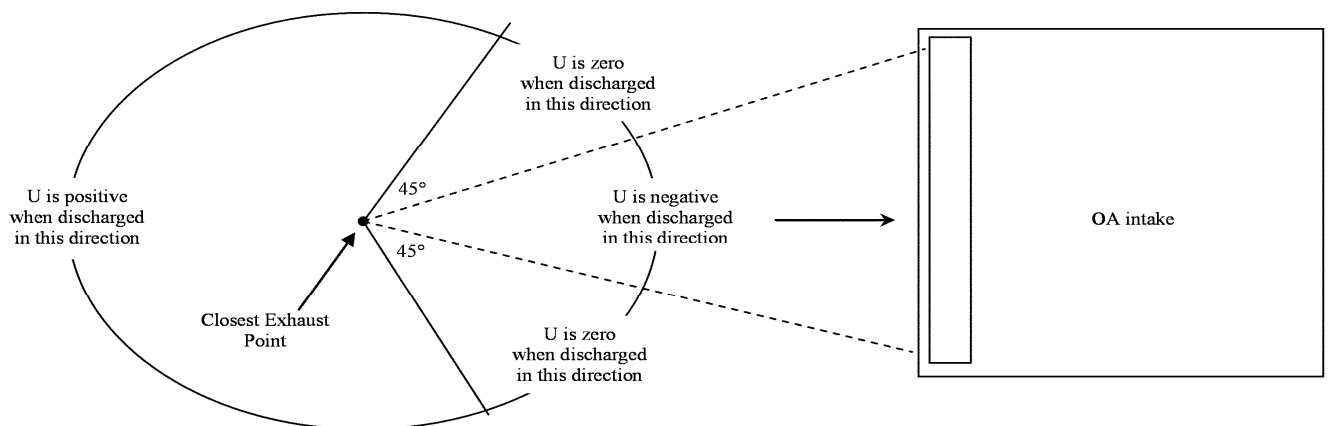 U is zero
when discharged
in this direction
45°
U is positive
when discharged
in this direction
U is negative
when discharged
in this direction
OA intake
45°
Closest Exhaust
Point
U is zero
when discharged
in this direction